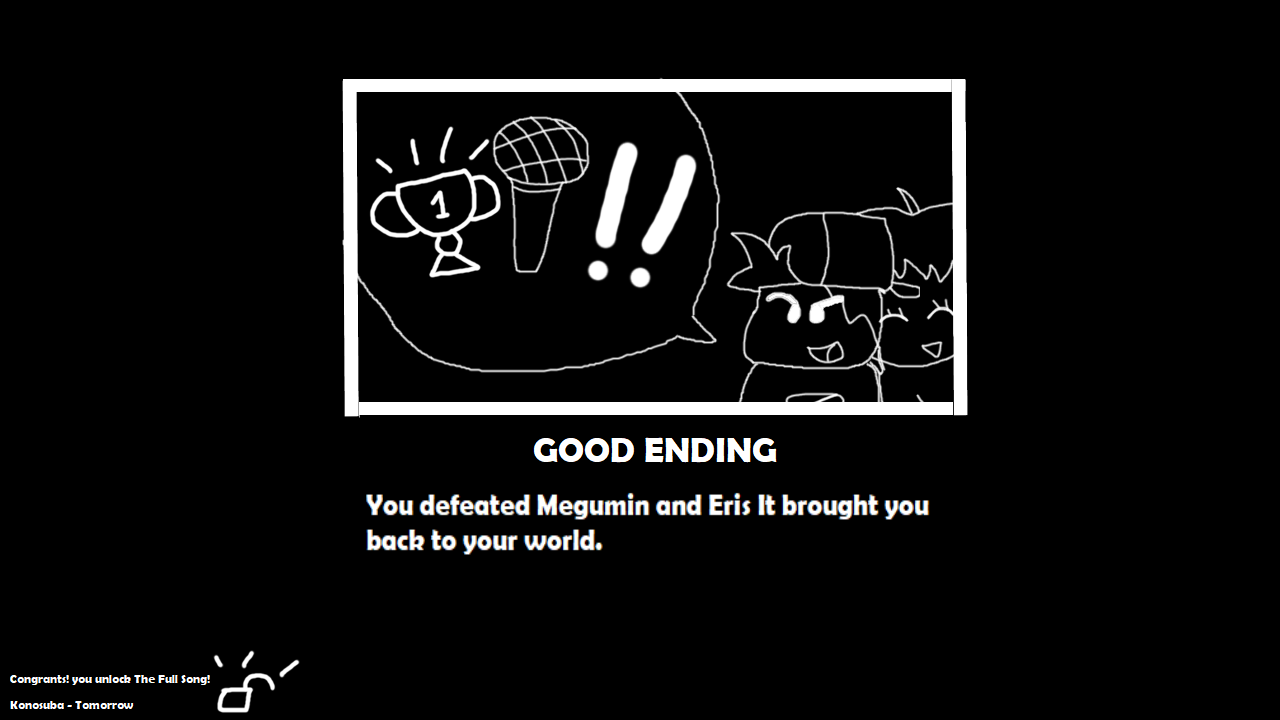 1
!!
GOOD ENDING
You defeated Megumin and Eris It brought you
back to your world.
Congrants! you unlock The Full Song!
Konosuba - Tomorrow